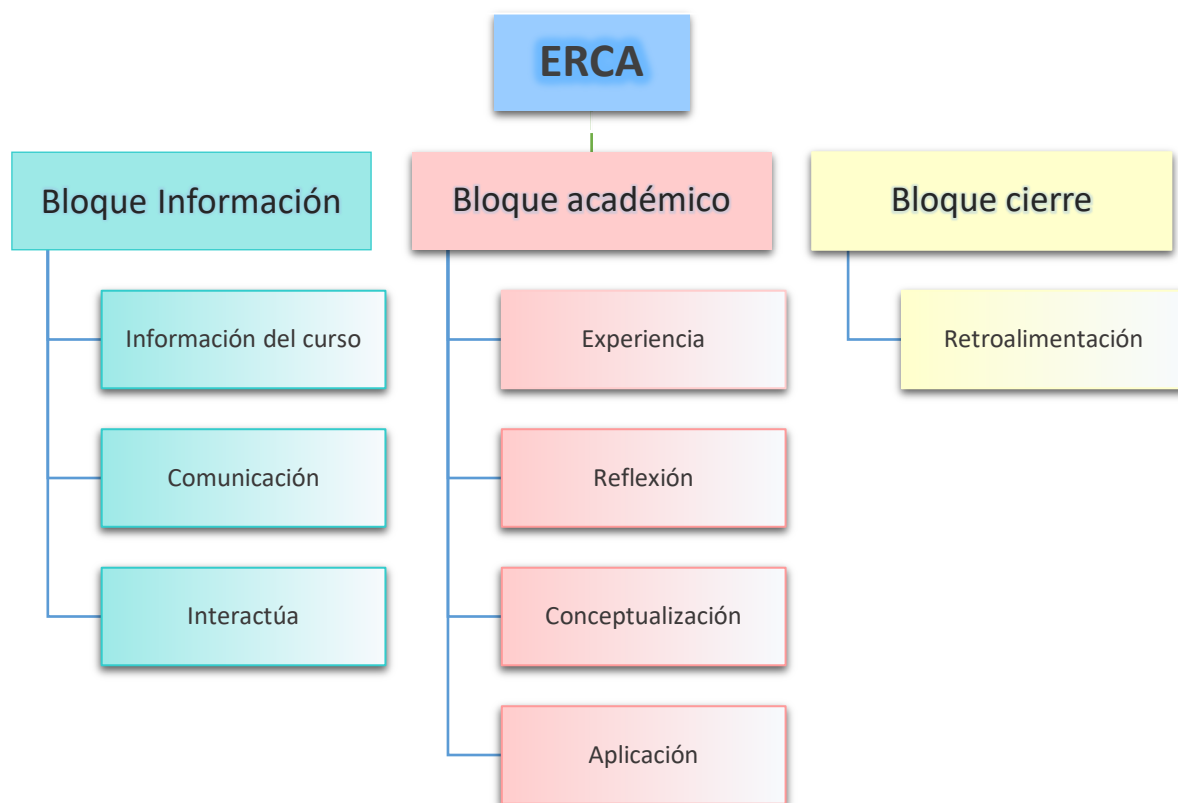 ERCA
Bloque Información
Información del curso
Comunicación
Interactúa
Bloque académico
Experiencia
Reflexión
Conceptualización
Aplicación
Bloque cierre
Retroalimentación